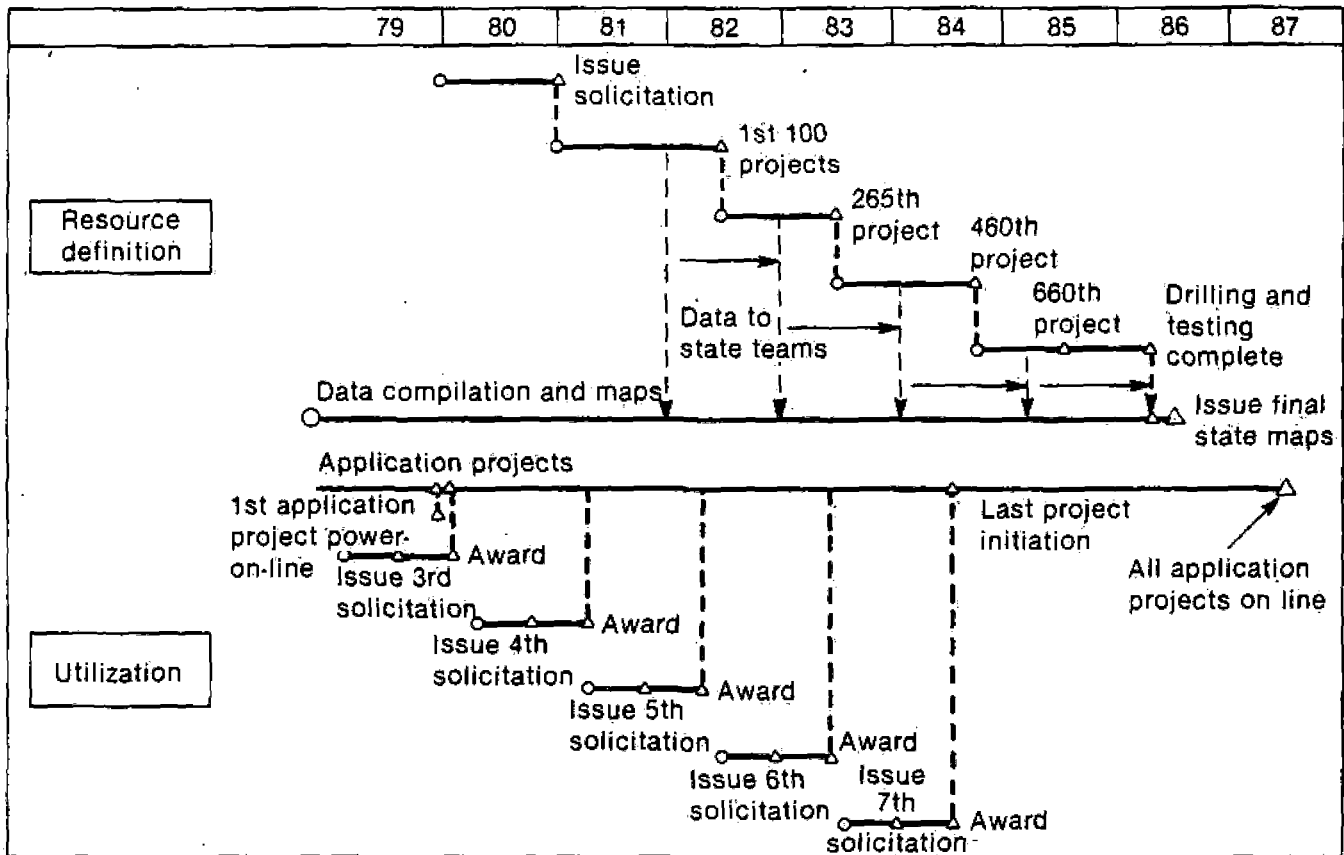 79 80 81 82 83 84 85 86 87
Issue
solicitation
1st 100
projects
Resource
definition
265th
project
460th
project
660th
project
Drilling and
testing
complete
Data to
state teams
Data compilation and maps
Issue final
state maps
Application projects
1st application
project power-
on-line
Last project
initiation
All application
projects on line
Award
Issue 3rd
solicitation
Award
Issue 4th
solicitation
Utilization
Award
Issue 5th
solicitation
Award
Issue 6th
solicitation
Issue
7th
solicitation
Award